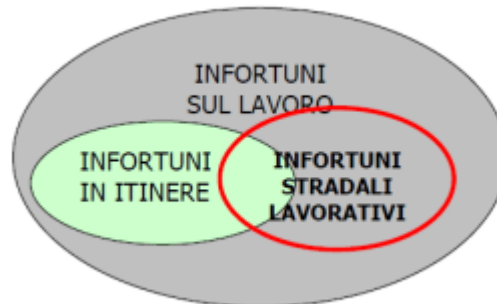 INFORTUNI
SUL LAVORO
INFORTUNI
IN ITINERE
INFORTUNI
STRADALI
LAVORATIVI